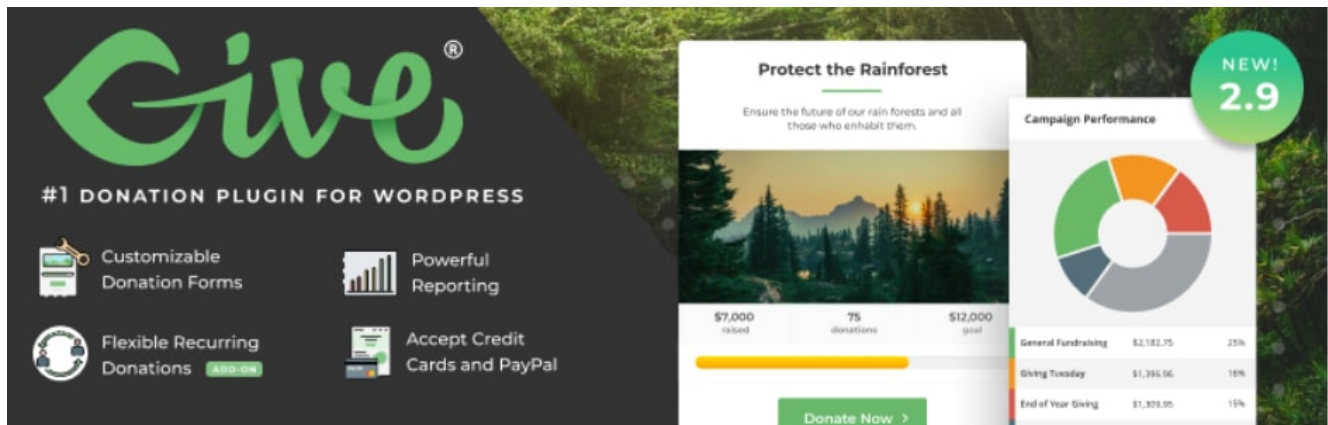 Give®
#1 DONATION PLUGIN FOR WORDPRESS
Customizable
Donation Forms
Powerful
Reporting
Flexible Recurring
Donations ADD-ON
Accept Credit
Cards and PayPal
Protect the Rainforest
Ensure the future of our rain forests and all
those who enhabit them.
$7,000
raised
75
donations
$12,000
goal
Donate Now >
NEW!
2.9
Campaign Performance
General Fundraising $2,182.75 25%
Giving Tuesday $1,396.96 16%
End of Year Giving $1,309.95 15%